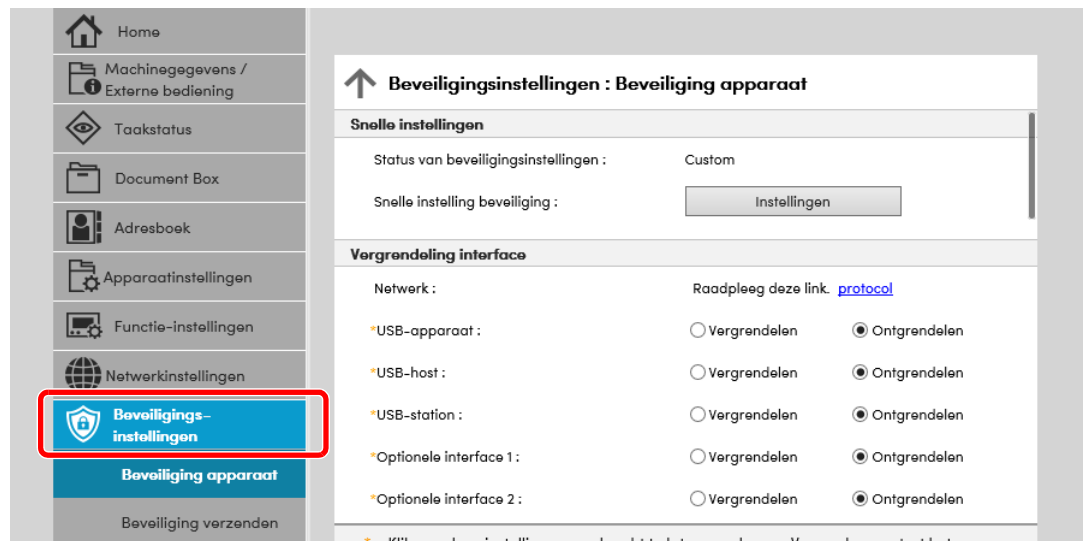 Home
Machinegegevens /
Externe bediening
Taakstatus
Document Box
Adresboek
Apparaatinstellingen
Functie-instellingen
Netwerkinstellingen
Beveiligings-
instellingen
Beveiliging apparaat
Beveiliging verzenden
Beveiligingsinstellingen : Beveiliging apparaat
Snelle instellingen
Status van beveiligingsinstellingen : Custom
Snelle instelling beveiliging : Instellingen
Vergrendeling interface
Netwerk : Raadpleeg deze link. protocol
*USB-apparaat : Vergrendelen Ontgrendelen
*USB-host : Vergrendelen Ontgrendelen
*USB-station : Vergrendelen Ontgrendelen
*Optionele interface 1 : Vergrendelen Ontgrendelen
*Optionele interface 2 : Vergrendelen Ontgrendelen